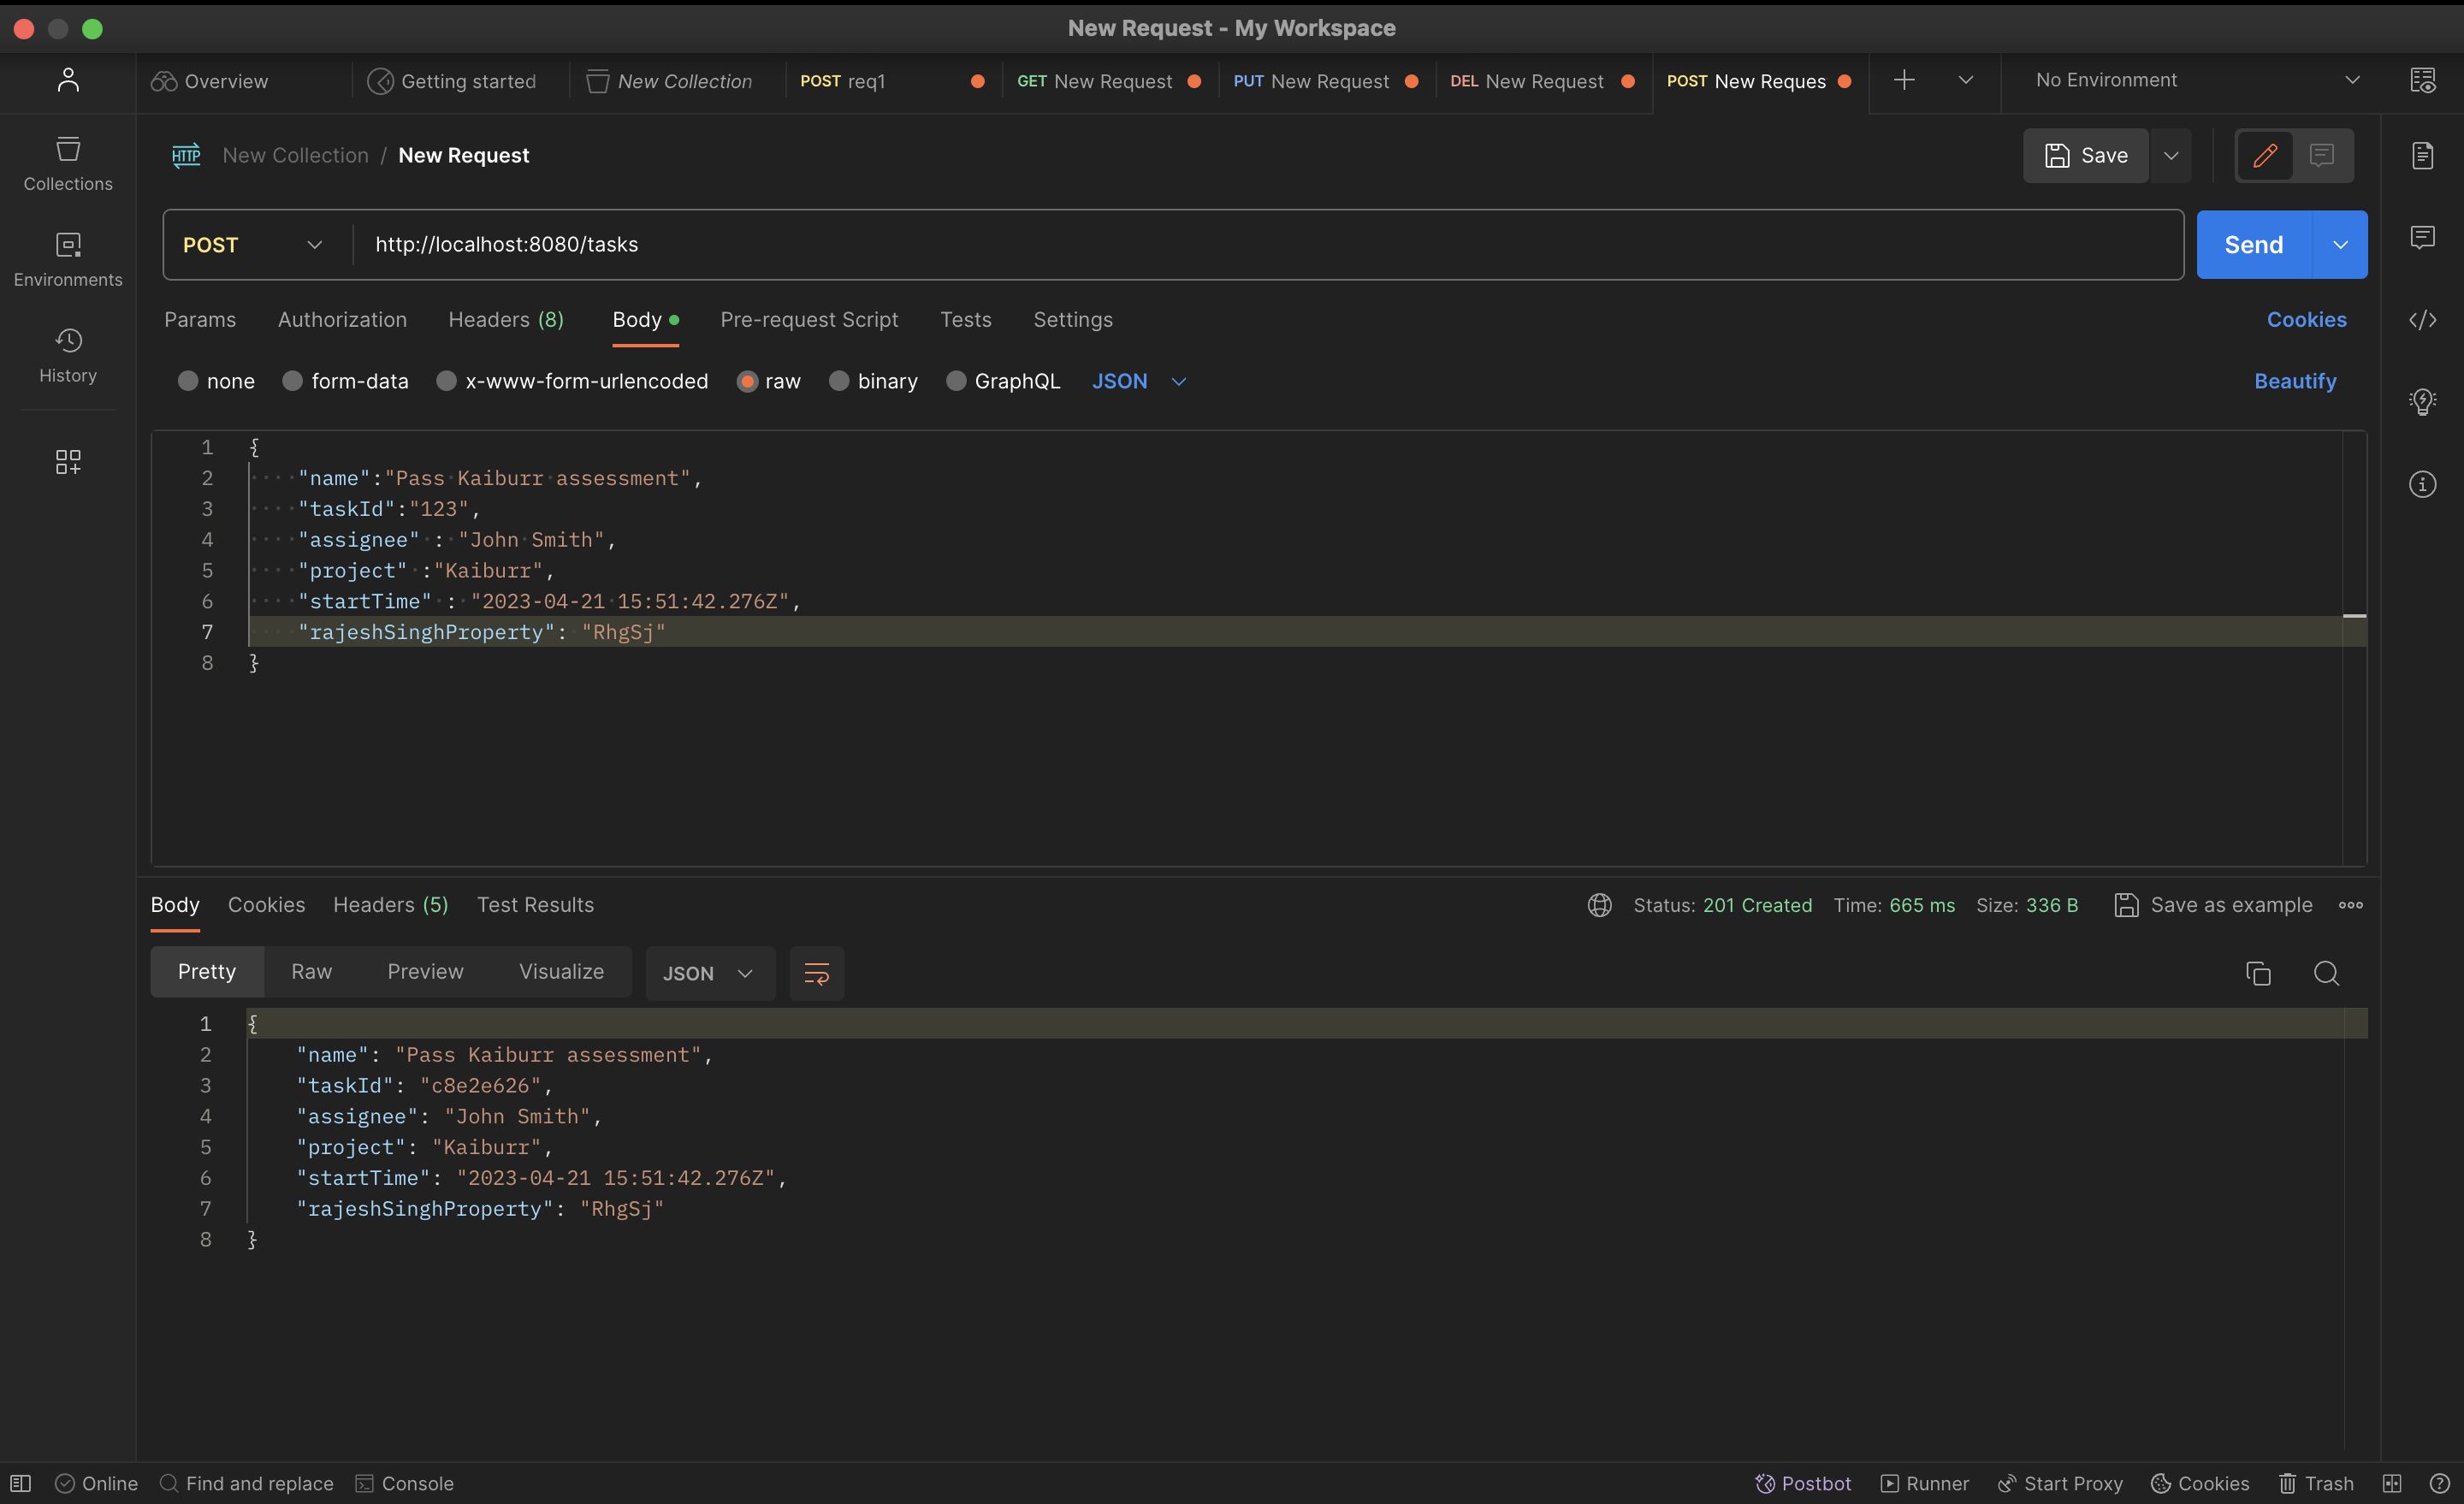 New Request - My Workspace
Overview
Getting started
New Collection
POST req1
GET New Request
PUT New Request
DEL New Request
POST New Reques
No Environment
Collections
Environments
History
HTTP New Collection / New Request
Save
POST http://localhost:8080/tasks
Send
Params Authorization Headers (8) Body Pre-request Script Tests Settings Cookies
none form-data x-www-form-urlencoded raw binary GraphQL JSON Beautify
1 {
2 "name":"Pass Kaiburr assessment",
3 "taskId":"123",
4 "assignee" : "John Smith",
5 "project" :"Kaiburr",
6 "startTime" : "2023-04-21 15:51:42.276Z",
7 "rajeshSinghProperty": "RhgSj"
8 }
Body Cookies Headers (5) Test Results Status: 201 Created Time: 665 ms Size: 336 B Save as example
Pretty Raw Preview Visualize JSON
1 {
2 "name": "Pass Kaiburr assessment",
3 "taskId": "c8e2e626",
4 "assignee": "John Smith",
5 "project": "Kaiburr",
6 "startTime": "2023-04-21 15:51:42.276Z",
7 "rajeshSinghProperty": "RhgSj"
8 }
Online Find and replace Console Postbot Runner Start Proxy Cookies Trash